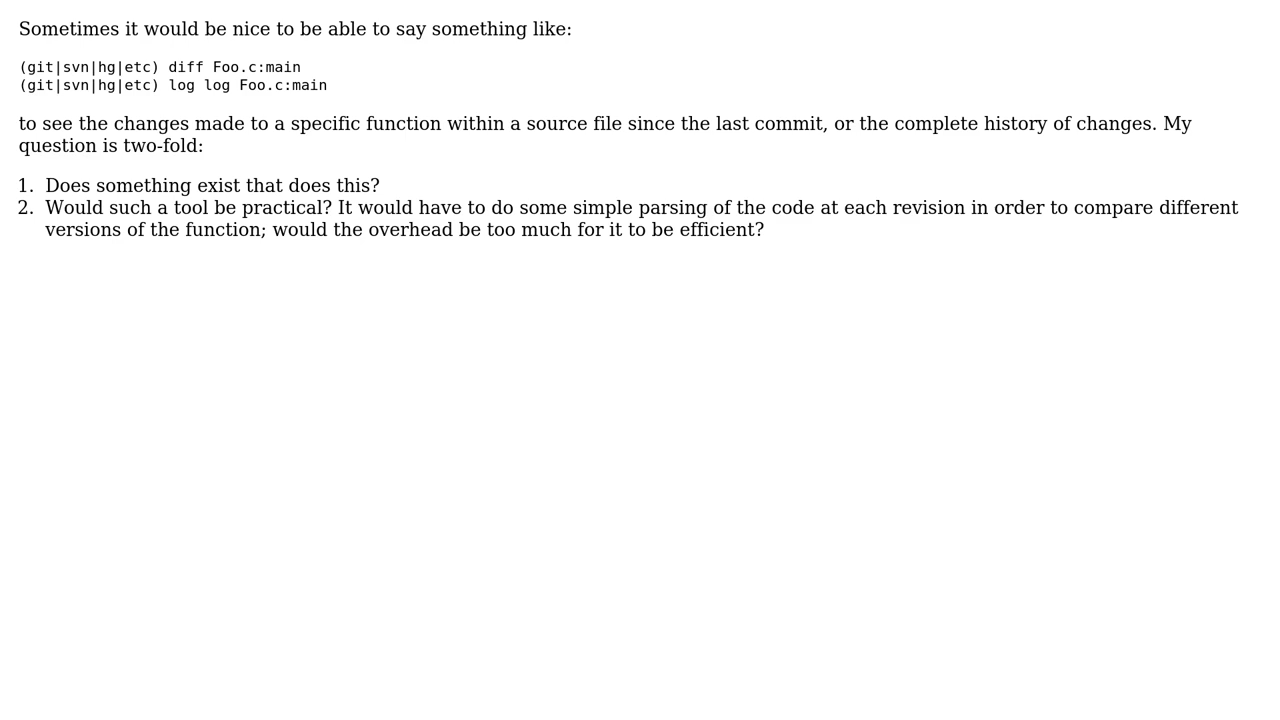 Sometimes it would be nice to be able to say something like:
(git|svn|hg|etc) diff Foo.c:main
(git|svn|hg|etc) log log Foo.c:main
to see the changes made to a specific function within a source file since the last commit, or the complete history of changes. My
question is two-fold:
1. Does something exist that does this?
2. Would such a tool be practical? It would have to do some simple parsing of the code at each revision in order to compare different
versions of the function; would the overhead be too much for it to be efficient?